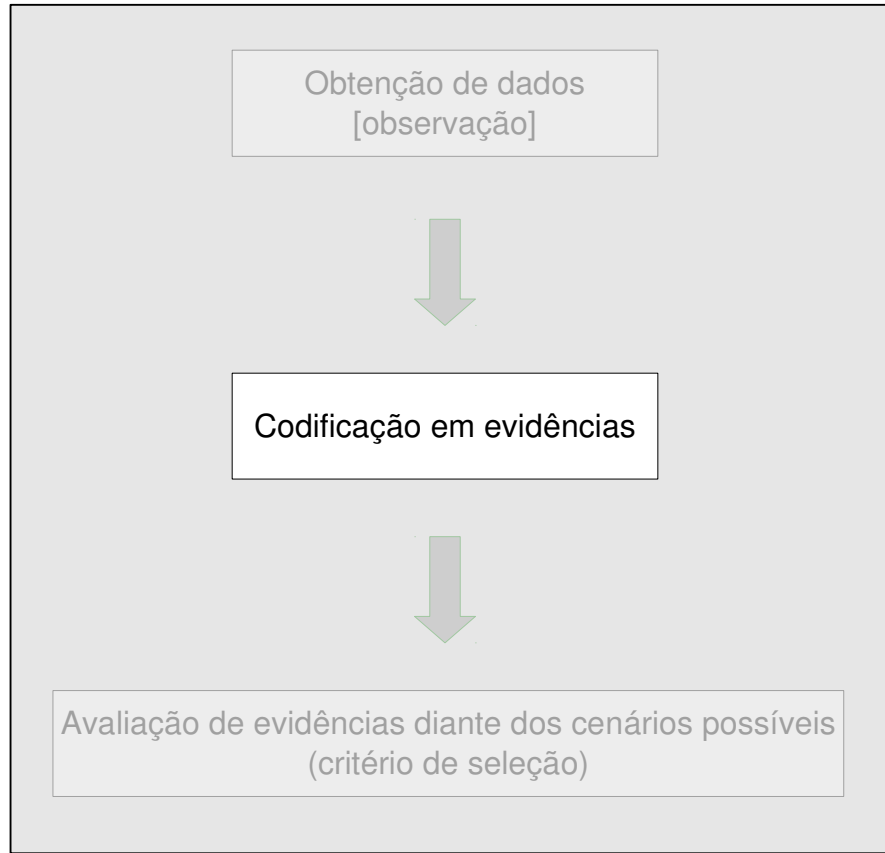 Obtenção de dados
[observação]
Codificação em evidências
Avaliação de evidências diante dos cenários possíveis
(critério de seleção)